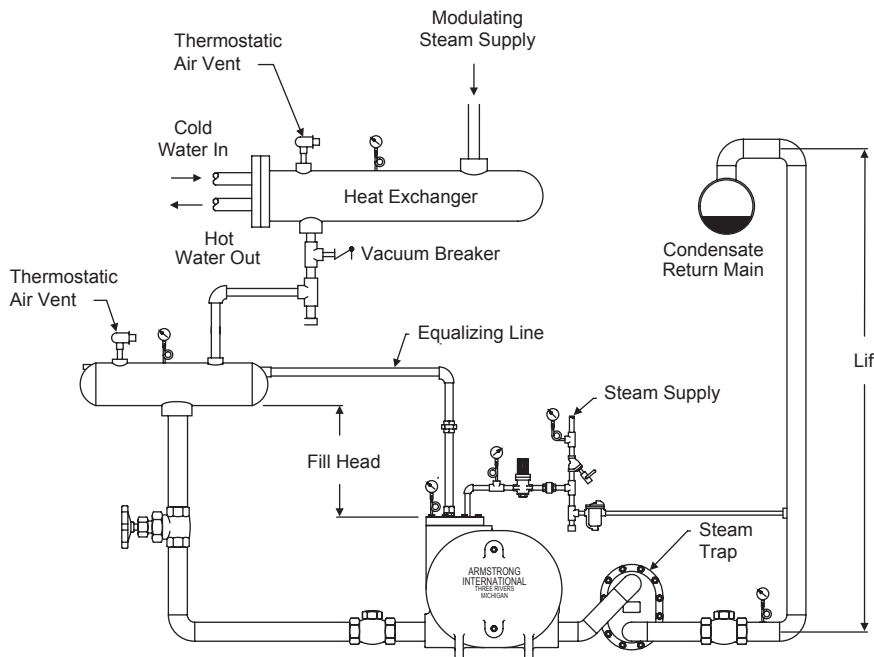 Modulating
Steam Supply
Thermostatic
Air Vent
Cold
Water In
Heat Exchanger
Hot
Water Out
Vacuum Breaker
Condensate
Return Main
Thermostatic
Air Vent
Equalizing Line
Lif
Steam Supply
Fill Head
Steam
Trap
ARMSTRONG
INTERNATIONAL
THREE RIVERS
MICHIGAN